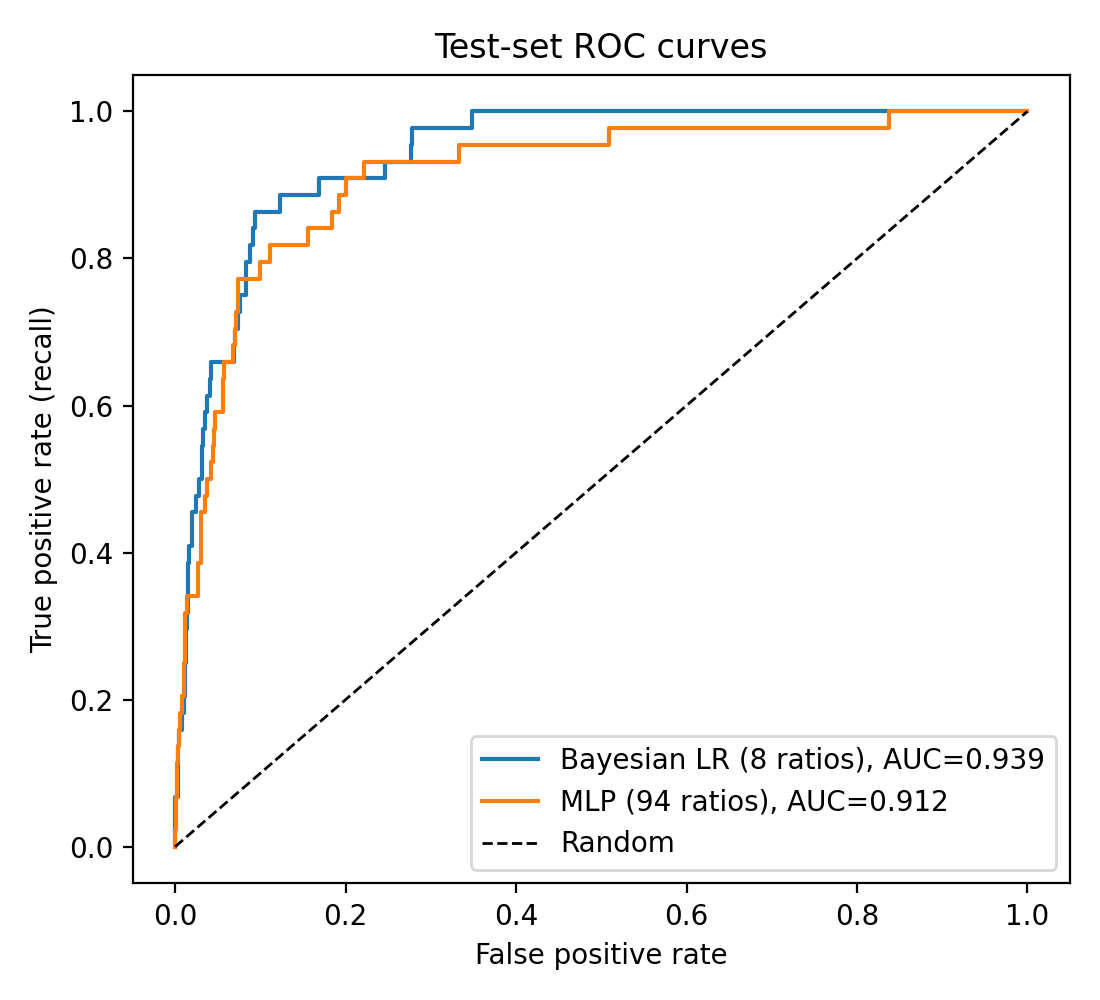 Test-set ROC curves
True positive rate (recall)
1.0
0.8
0.6
0.4
0.2
0.0
Bayesian LR (8 ratios), AUC=0.939
MLP (94 ratios), AUC=0.912
Random
0.0 0.2 0.4 0.6 0.8 1.0
False positive rate